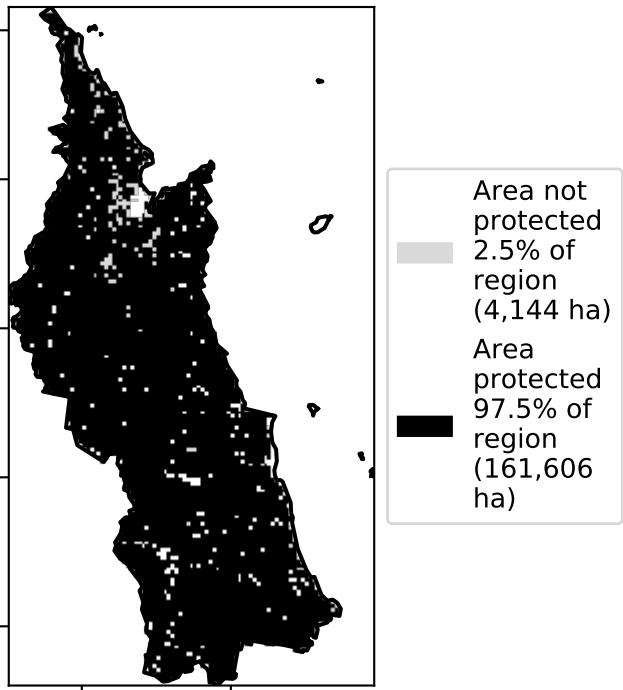 Area not
protected
2.5% of
region
(4,144 ha)
Area
protected
97.5% of
region
(161,606
ha)